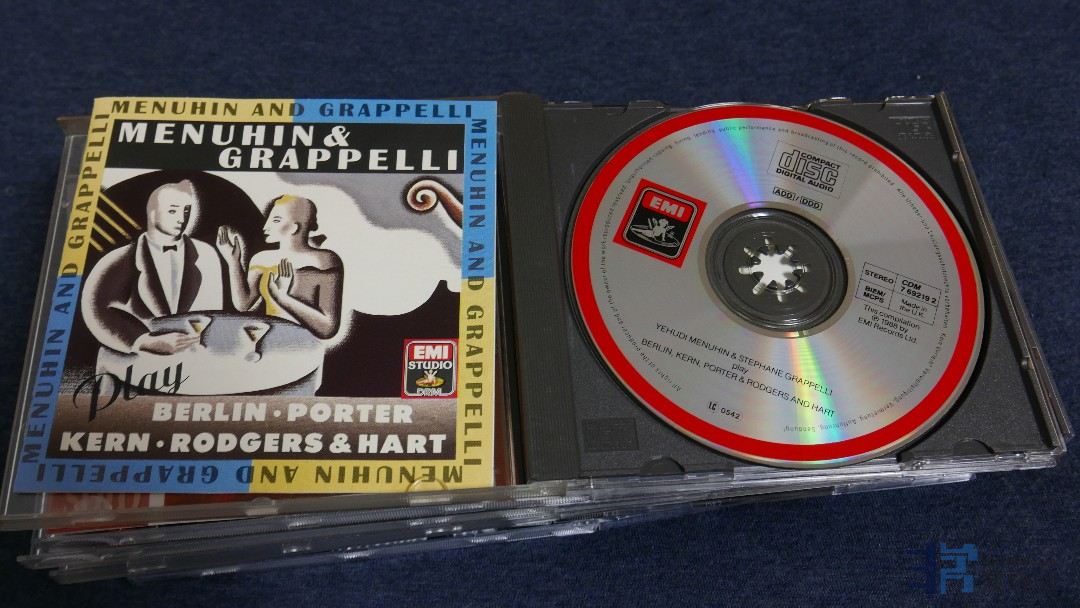 MENUHIN AND GRAPPELLI
MENUHIN &
GRAPPELLI
MENUHIN AND GRAPPELLI
MENUHIN AND GRAPPELLI
MENUHIN AND GRAPPELLI
EMI
STUDIO
DRM
Play
BERLIN · PORTER
KERN · RODGERS & HART
COMPACT
disc
DIGITAL AUDIO
ADD / DDD
EMI
STEREO
CDM
7 69219 2
BIEM/
MCPS
Made in
the U.K.
This compilation
℗ 1988 by
EMI Records Ltd.
YEHUDI MENUHIN & STEPHANE GRAPPELLI
play
BERLIN, KERN, PORTER & RODGERS AND HART
LC 0542